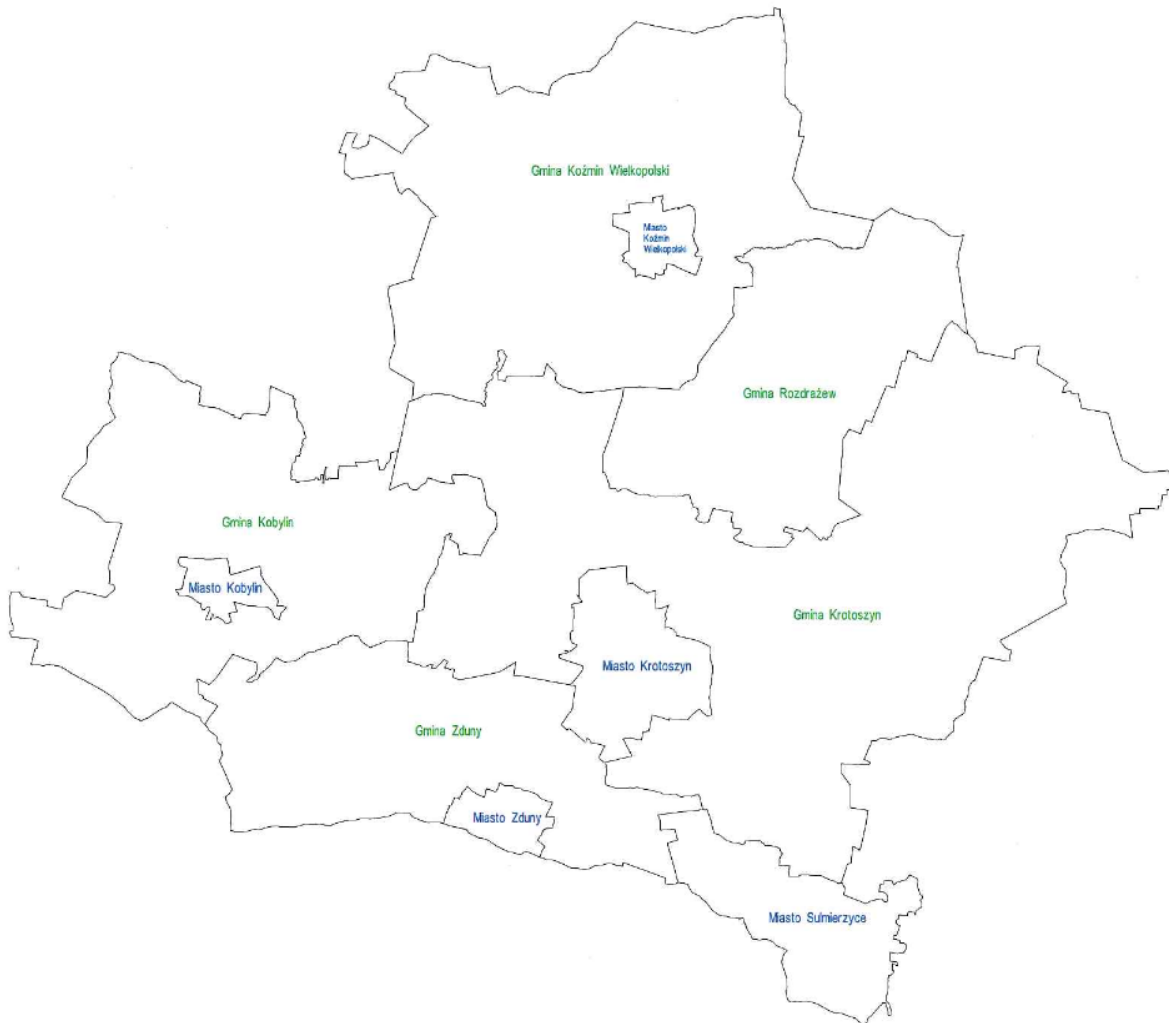 Gmina Koźmin Wielkopolski
Miasto
Koźmin
Wielkopolski
Gmina Rozdrażew
Gmina Kobylin
Miasto Kobylin
Gmina Krotoszyn
Miasto Krotoszyn
Gmina Zduny
Miasto Zduny
Miasto Sulmierzyce